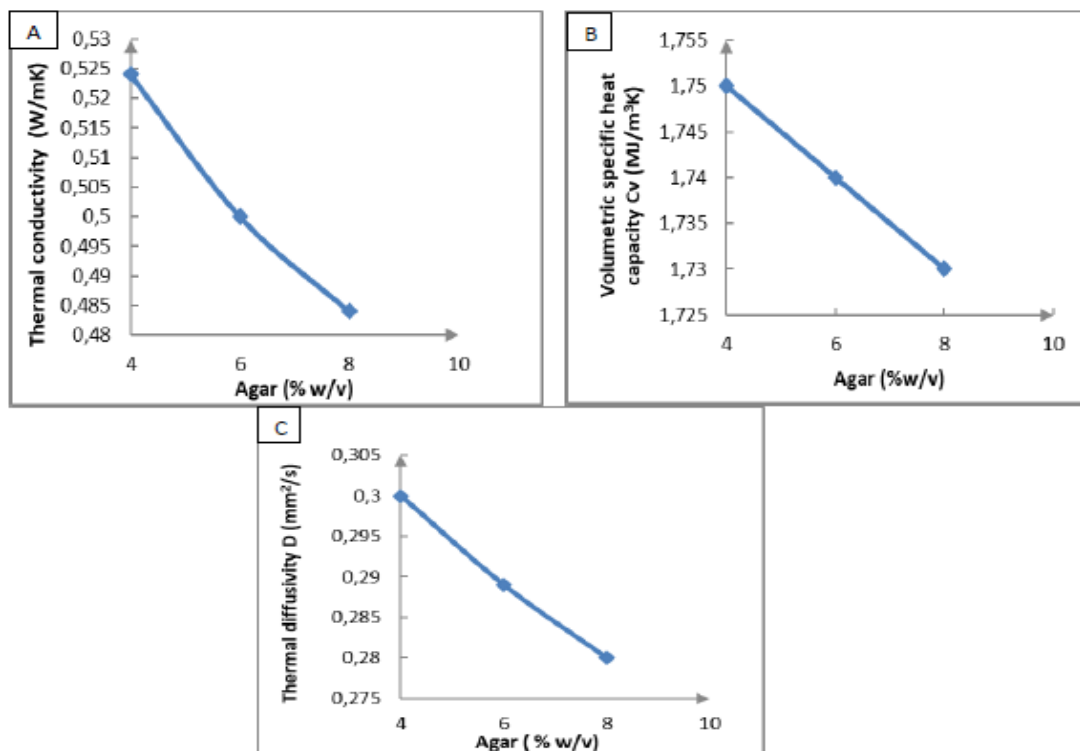 A
Thermal conductivity (W/mK)
0,53
0,525
0,52
0,515
0,51
0,505
0,5
0,495
0,49
0,485
0,48
4 6 8 10
Agar (% w/v)
B
Volumetric specific heat
capacity Cv (MJ/m³K)
1,755
1,75
1,745
1,74
1,735
1,73
1,725
4 6 8 10
Agar (%w/v)
C
Thermal diffusivity D (mm²/s)
0,305
0,3
0,295
0,29
0,285
0,28
0,275
4 6 8 10
Agar ( % w/v)